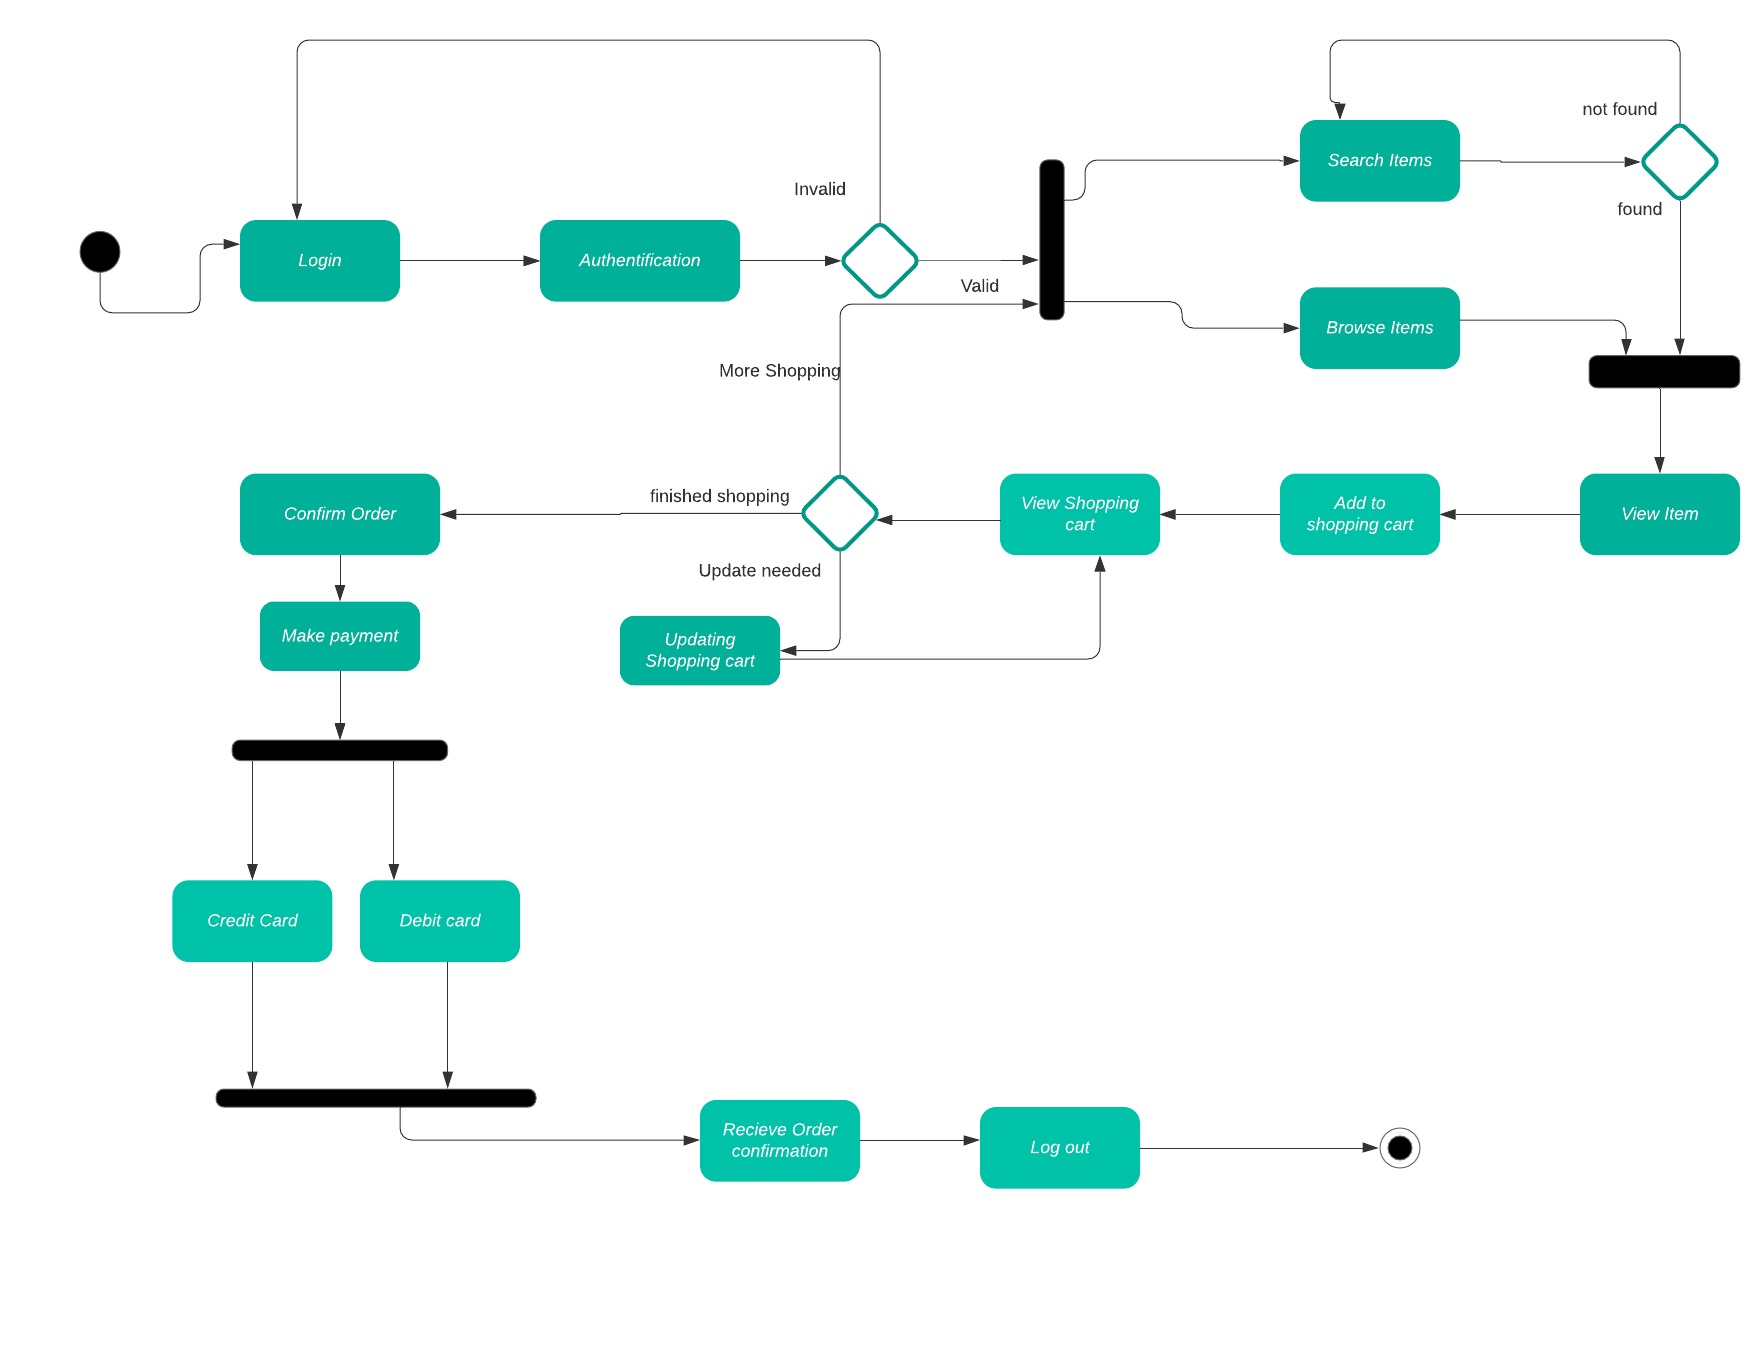 not found
Search Items
Invalid
found
Login
Authentification
Valid
Browse Items
More Shopping
finished shopping
Confirm Order
View Shopping
cart
Add to
shopping cart
View Item
Update needed
Make payment
Updating
Shopping cart
Credit Card
Debit card
Recieve Order
confirmation
Log out